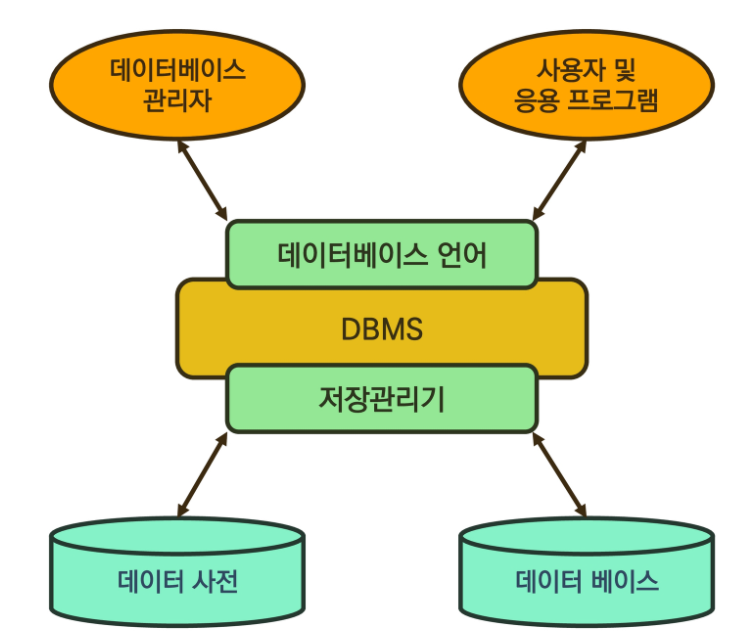 데이터베이스
관리자
사용자 및
응용 프로그램
데이터베이스 언어
DBMS
저장관리기
데이터 사전
데이터 베이스